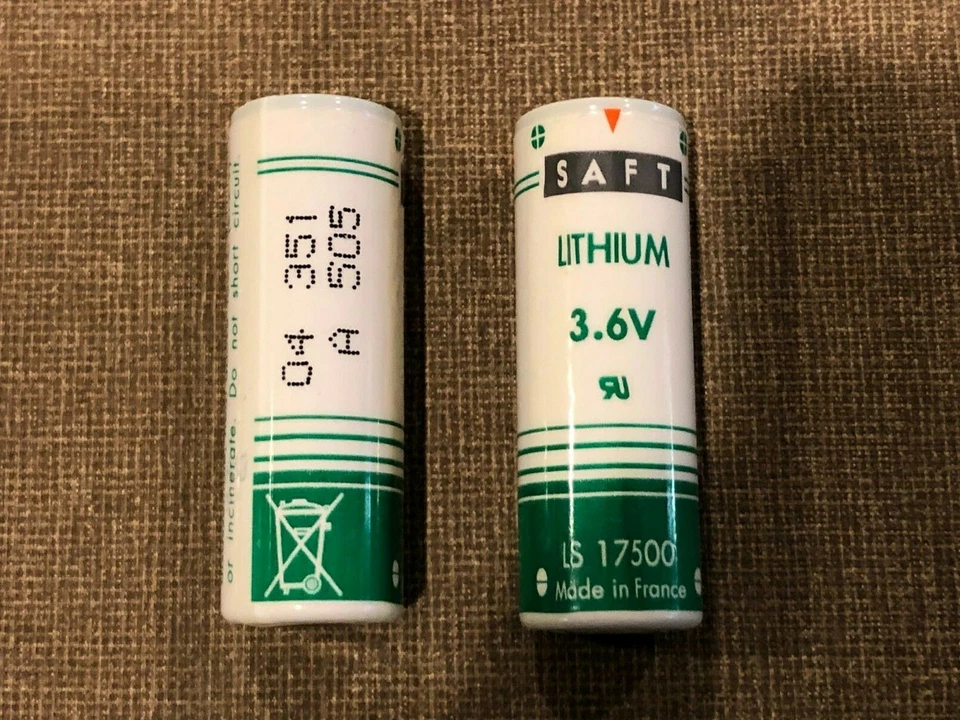 or incinerate. Do not short circuit.
04 351
A 505
SAFT
LITHIUM
3.6V
LS 17500
Made in France